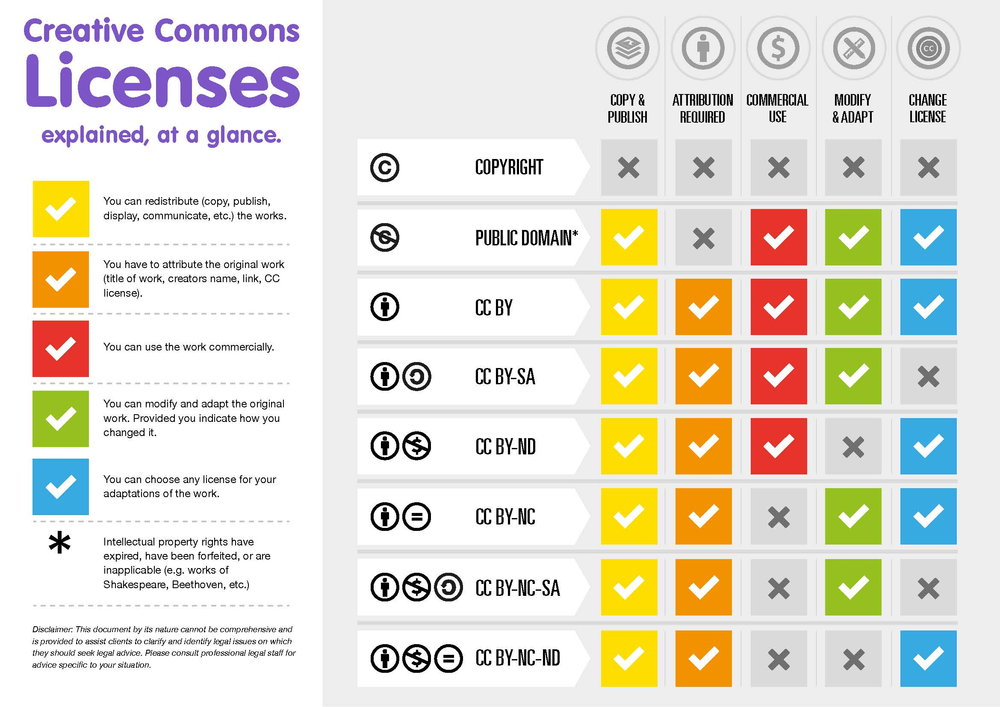 Creative Commons
Licenses
explained, at a glance.
You can redistribute (copy, publish,
display, communicate, etc.) the works.
You have to attribute the original work
(title of work, creators name, link, CC
license).
You can use the work commercially.
You can modify and adapt the original
work. Provided you indicate how you
changed it.
You can choose any license for your
adaptations of the work.
*
Intellectual property rights have
expired, have been forfeited, or are
inapplicable (e.g. works of
Shakespeare, Beethoven, etc.)
Disclaimer: This document by its nature cannot be comprehensive and
is provided to assist clients to clarify and identify legal issues on which
they should seek legal advice. Please consult professional legal staff for
advice specific to your situation.
$
CC
COPY &
PUBLISH
ATTRIBUTION
REQUIRED
COMMERCIAL
USE
MODIFY
& ADAPT
CHANGE
LICENSE
© COPYRIGHT
PUBLIC DOMAIN*
CC BY
CC BY-SA
CC BY-ND
CC BY-NC
CC BY-NC-SA
CC BY-NC-ND